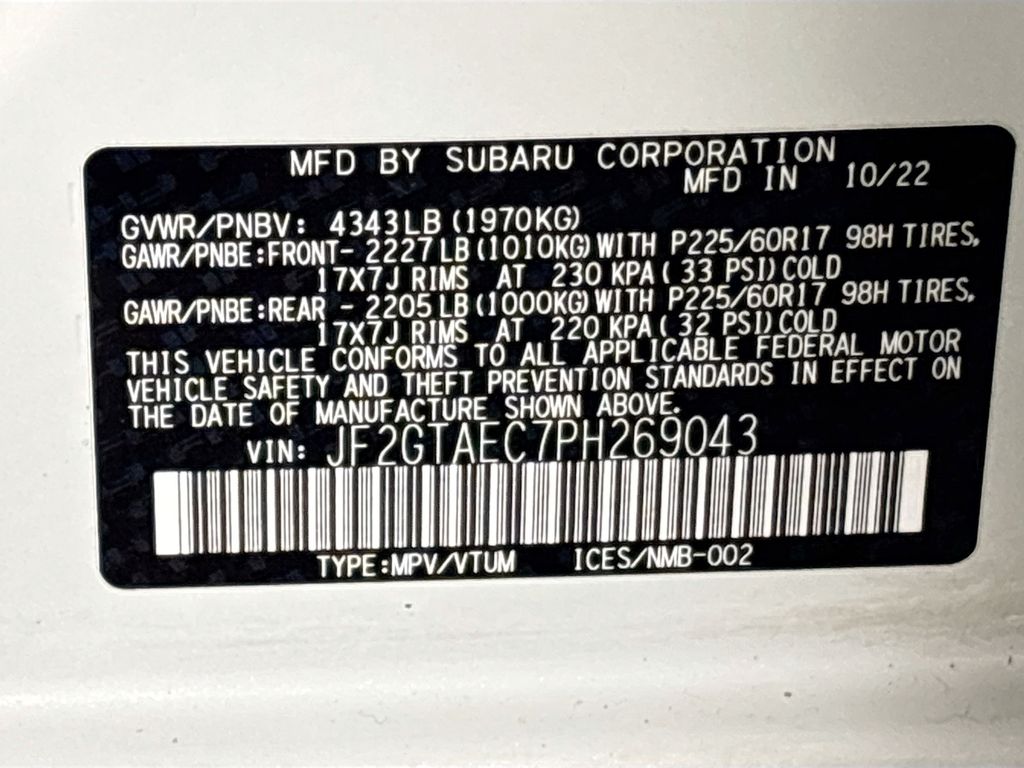 MFD BY SUBARU CORPORATION
MFD IN 10/22
GVWR/PNBV: 4343LB (1970KG)
GAWR/PNBE:FRONT- 2227LB(1010KG)WITH P225/60R17 98H TIRES,
17X7J RIMS AT 230 KPA( 33 PSI)COLD
GAWR/PNBE:REAR - 2205LB(1000KG)WITH P225/60R17 98H TIRES,
17X7J RIMS AT 220 KPA( 32 PSI)COLD
THIS VEHICLE CONFORMS TO ALL APPLICABLE FEDERAL MOTOR
VEHICLE SAFETY AND THEFT PREVENTION STANDARDS IN EFFECT ON
THE DATE OF MANUFACTURE SHOWN ABOVE.
VIN: JF2GTAEC7PH269043
TYPE:MPV/VTUM ICES/NMB-002